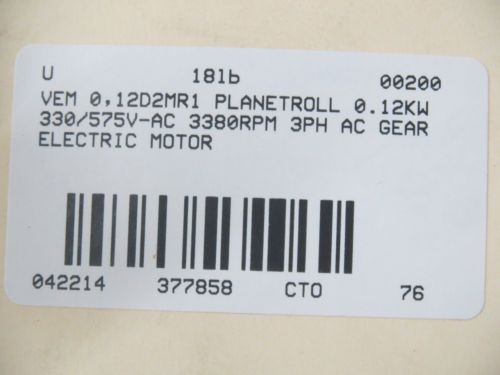 U 18lb 00200
VEM 0,12D2MR1 PLANETROLL 0.12KW
330/575V-AC 3380RPM 3PH AC GEAR
ELECTRIC MOTOR
042214 377858 CTO 76